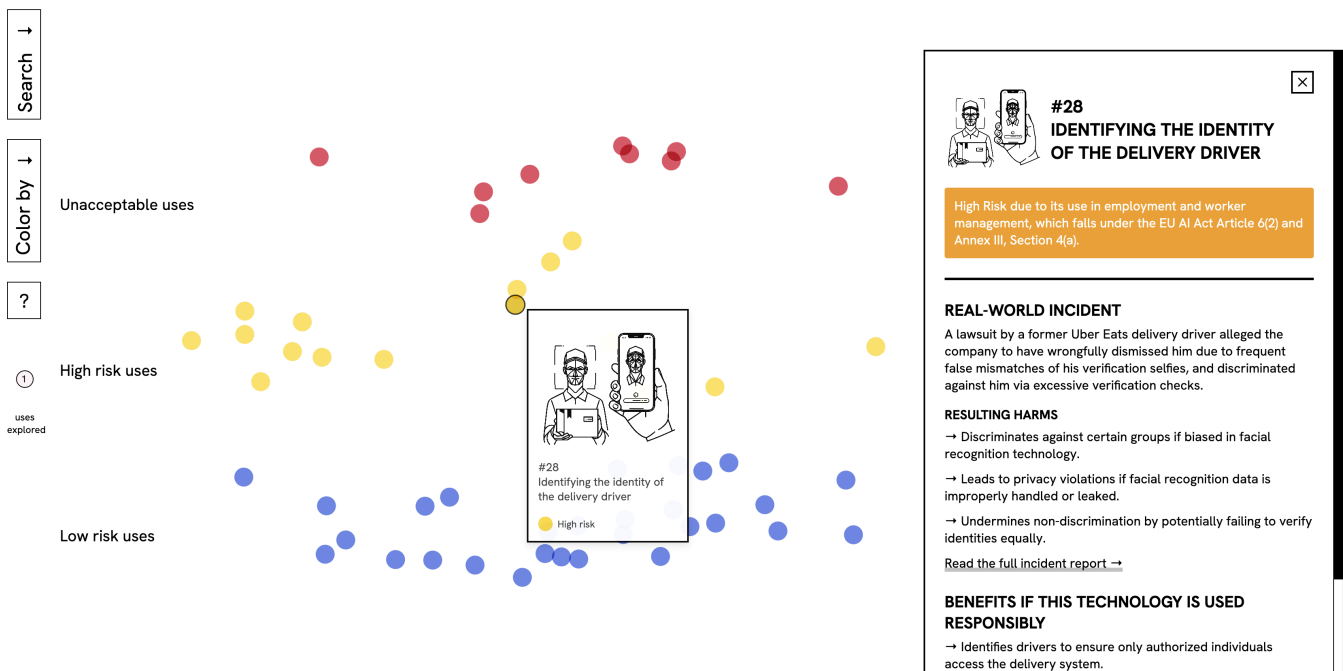 Search →
Color by →
?
1
uses
explored
Unacceptable uses
High risk uses
Low risk uses
#28
Identifying the identity of
the delivery driver
High risk
#28
IDENTIFYING THE IDENTITY
OF THE DELIVERY DRIVER
High Risk due to its use in employment and worker
management, which falls under the EU AI Act Article 6(2) and
Annex III, Section 4(a).
REAL-WORLD INCIDENT
A lawsuit by a former Uber Eats delivery driver alleged the
company to have wrongfully dismissed him due to frequent
false mismatches of his verification selfies, and discriminated
against him via excessive verification checks.
RESULTING HARMS
→ Discriminates against certain groups if biased in facial
recognition technology.
→ Leads to privacy violations if facial recognition data is
improperly handled or leaked.
→ Undermines non-discrimination by potentially failing to verify
identities equally.
Read the full incident report →
BENEFITS IF THIS TECHNOLOGY IS USED
RESPONSIBLY
→ Identifies drivers to ensure only authorized individuals
access the delivery system.